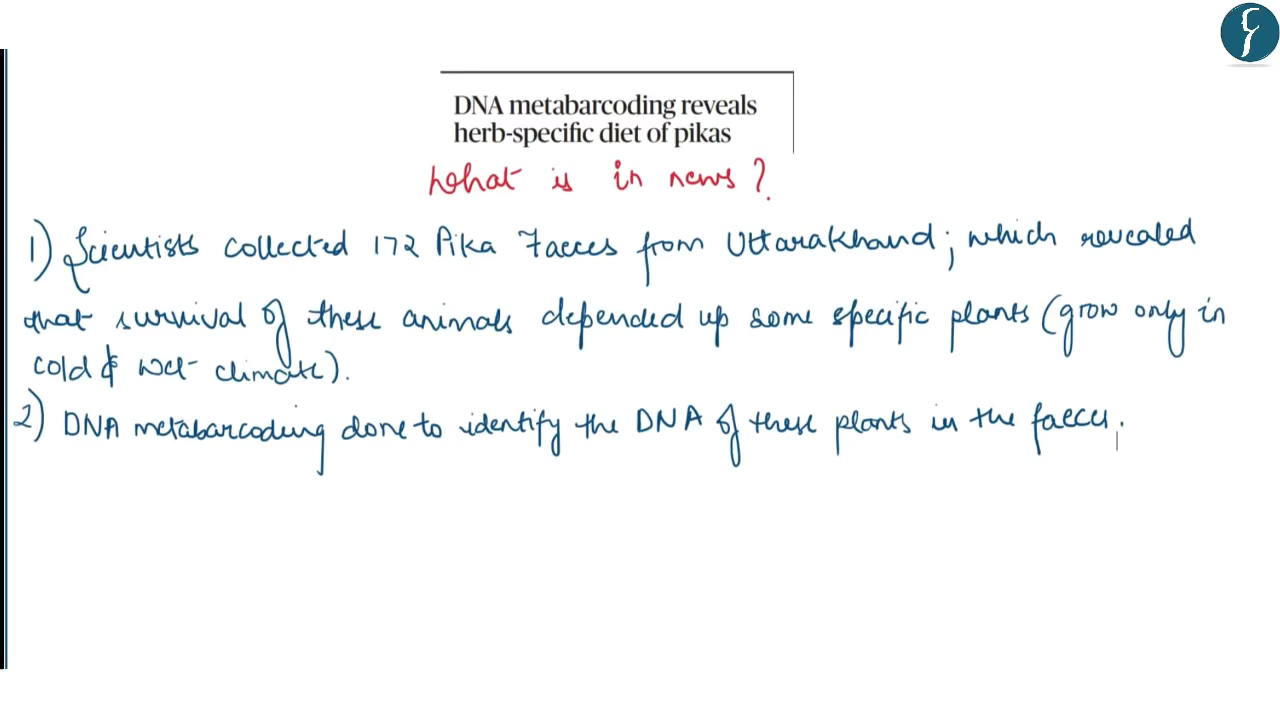 DNA metabarcoding reveals
herb-specific diet of pikas
What is in news?
1) Scientists collected 172 Pika Faeces from Uttarakhand; which revealed
that survival of these animals depended up some specific plants (grow only in
cold & wet climate).
2) DNA metabarcoding done to identify the DNA of these plants in the faeces.